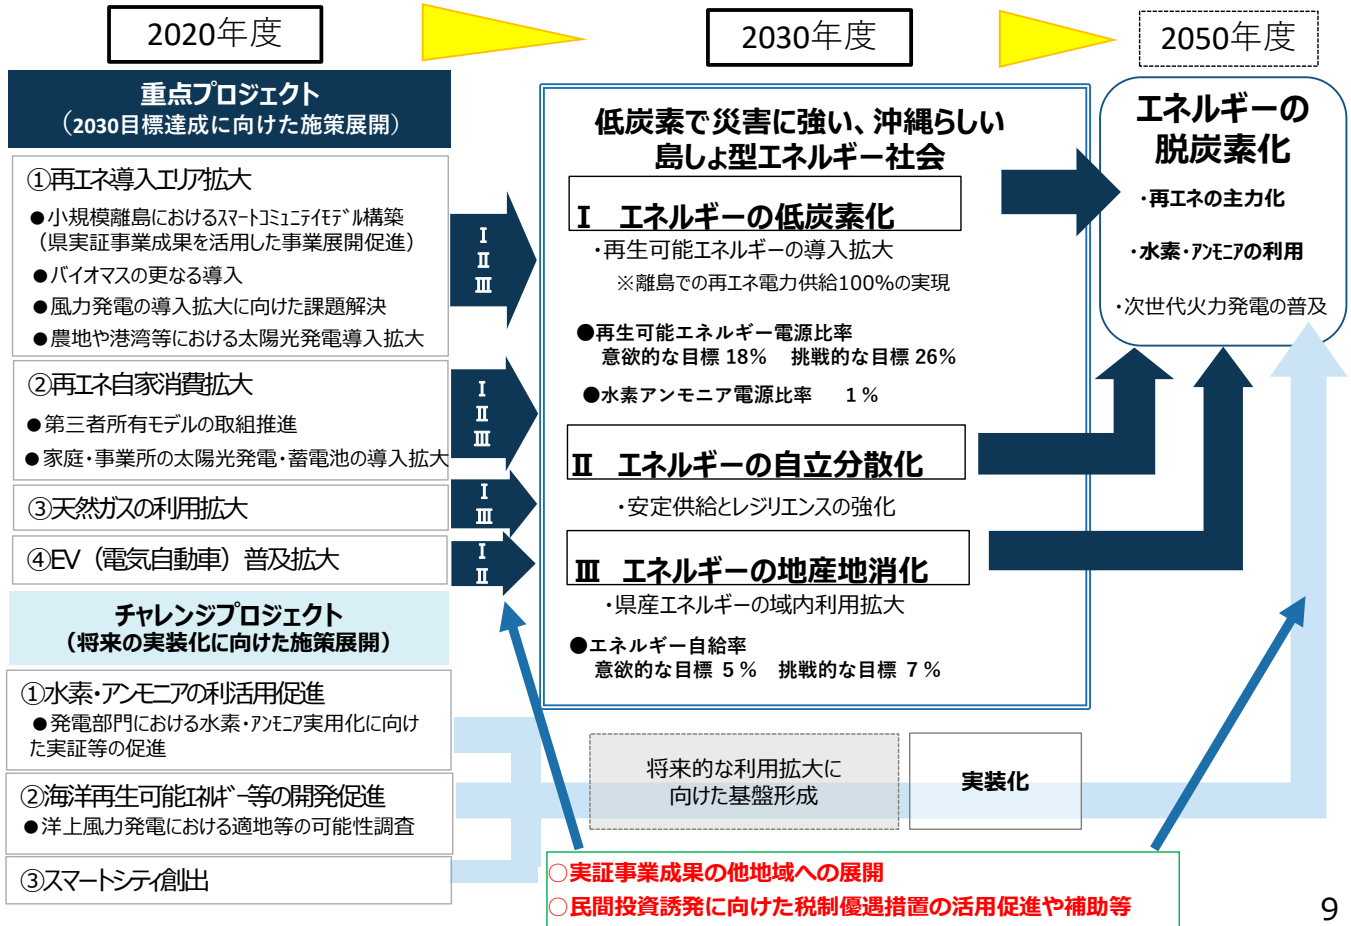 2020年度
2030年度
2050年度
重点プロジェクト
（2030目標達成に向けた施策展開）
①再エネ導入エリア拡大
●小規模離島におけるスマートコミュニティモデル構築
（県実証事業成果を活用した事業展開促進）
●バイオマスの更なる導入
●風力発電の導入拡大に向けた課題解決
●農地や港湾等における太陽光発電導入拡大
Ⅰ
Ⅱ
Ⅲ
②再エネ自家消費拡大
●第三者所有モデルの取組推進
●家庭・事業所の太陽光発電・蓄電池の導入拡大
Ⅰ
Ⅱ
Ⅲ
③天然ガスの利用拡大
Ⅰ
Ⅲ
④EV（電気自動車）普及拡大
Ⅰ
Ⅱ
チャレンジプロジェクト
（将来の実装化に向けた施策展開）
①水素・アンモニアの利活用促進
●発電部門における水素・アンモニア実用化に向け
た実証等の促進
②海洋再生可能エネルギー等の開発促進
●洋上風力発電における適地等の可能性調査
③スマートシティ創出
低炭素で災害に強い、沖縄らしい
島しょ型エネルギー社会
Ⅰ エネルギーの低炭素化
・再生可能エネルギーの導入拡大
※離島での再エネ電力供給100%の実現
●再生可能エネルギー電源比率
意欲的な目標 18% 挑戦的な目標 26%
●水素アンモニア電源比率 1％
Ⅱ エネルギーの自立分散化
・安定供給とレジリエンスの強化
Ⅲ エネルギーの地産地消化
・県産エネルギーの域内利用拡大
●エネルギー自給率
意欲的な目標 5％ 挑戦的な目標 7％
将来的な利用拡大に
向けた基盤形成
実装化
○実証事業成果の他地域への展開
○民間投資誘発に向けた税制優遇措置の活用促進や補助等
エネルギーの
脱炭素化
・再エネの主力化
・水素・アンモニアの利用
・次世代火力発電の普及
9